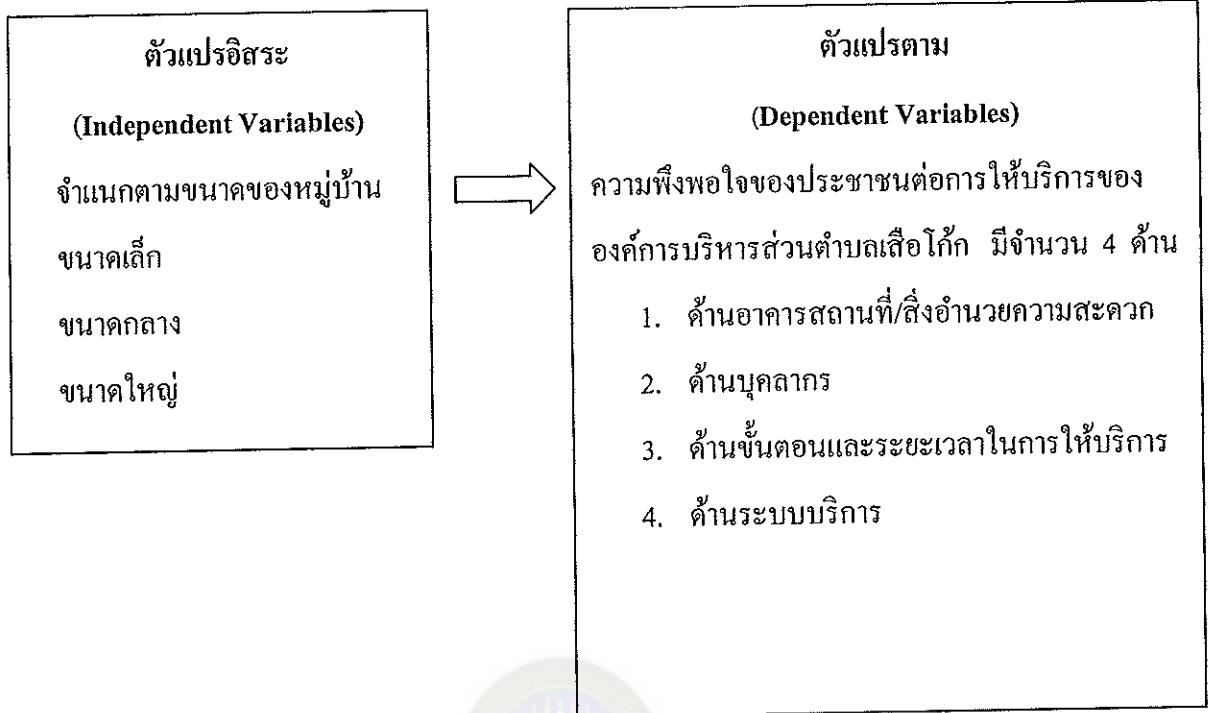 ตัวแปรอิสระ
(Independent Variables)
จำแนกตามขนาดของหมู่บ้าน
ขนาดเล็ก
ขนาดกลาง
ขนาดใหญ่
ตัวแปรตาม
(Dependent Variables)
ความพึงพอใจของประชาชนต่อการให้บริการของ
องค์การบริหารส่วนตำบลเสือโก้ก มีจำนวน 4 ด้าน
1. ด้านอาคารสถานที่/สิ่งอำนวยความสะดวก
2. ด้านบุคลากร
3. ด้านขั้นตอนและระยะเวลาในการให้บริการ
4. ด้านระบบบริการ